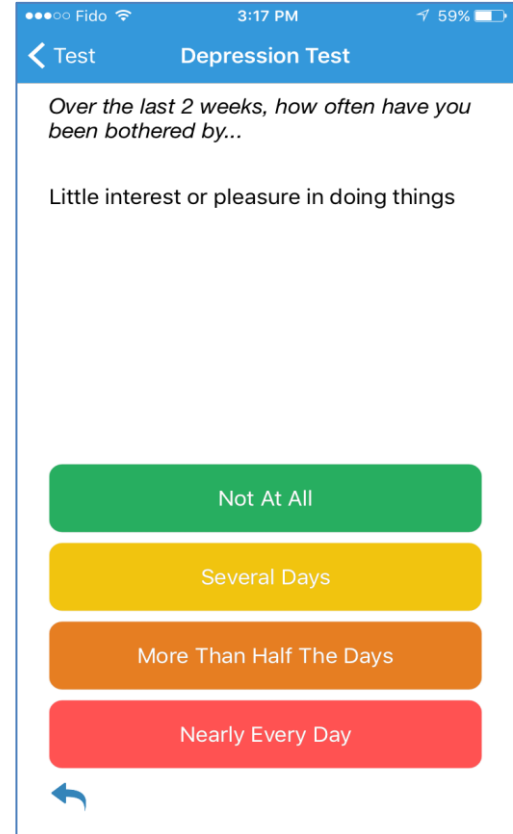 Fido 3:17 PM 59%
Test Depression Test
Over the last 2 weeks, how often have you
been bothered by...
Little interest or pleasure in doing things
Not At All
Several Days
More Than Half The Days
Nearly Every Day